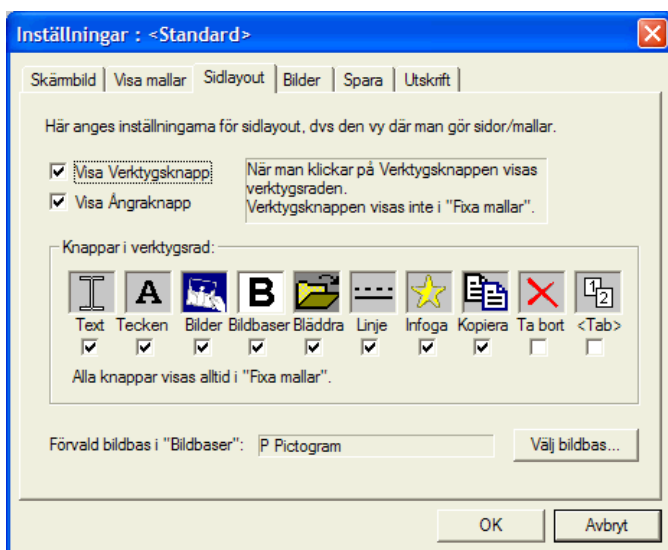 Inställningar : <Standard>
Skärmbild Visa mallar Sidlayout Bilder Spara Utskrift
Här anges inställningarna för sidlayout, dvs den vy där man gör sidor/mallar.
Visa Verktygsknapp
Visa Ångraknapp
När man klickar på Verktygsknappen visas
verktygsraden.
Verktygsknappen visas inte i "Fixa mallar".
Knappar i verktygsrad:
A B 1 2
Text Tecken Bilder Bildbaser Bläddra Linje Infoga Kopiera Ta bort <Tab>
Alla knappar visas alltid i "Fixa mallar".
Förvald bildbas i "Bildbaser": P Pictogram Välj bildbas...
OK Avbryt